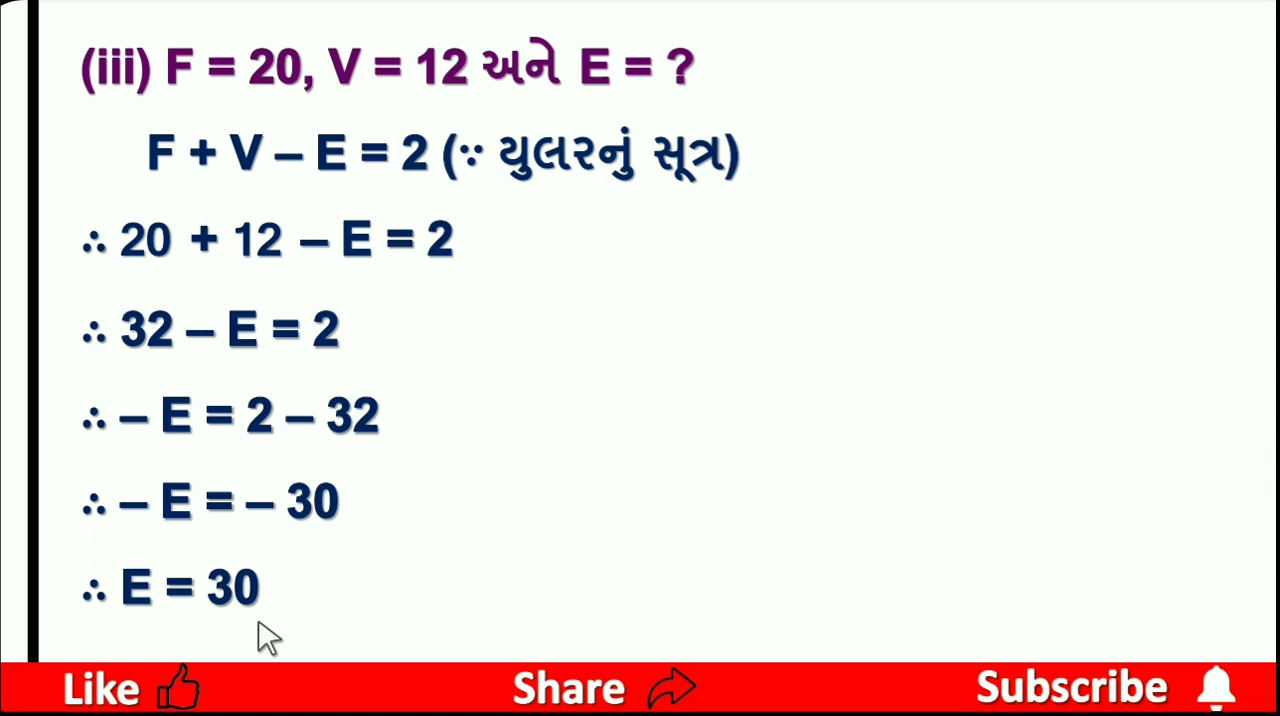 (iii) F = 20, V = 12 અને E = ?
F + V – E = 2 (∵ યુલરનું સૂત્ર)
∴ 20 + 12 – E = 2
∴ 32 – E = 2
∴ – E = 2 – 32
∴ – E = – 30
∴ E = 30
Like Share Subscribe